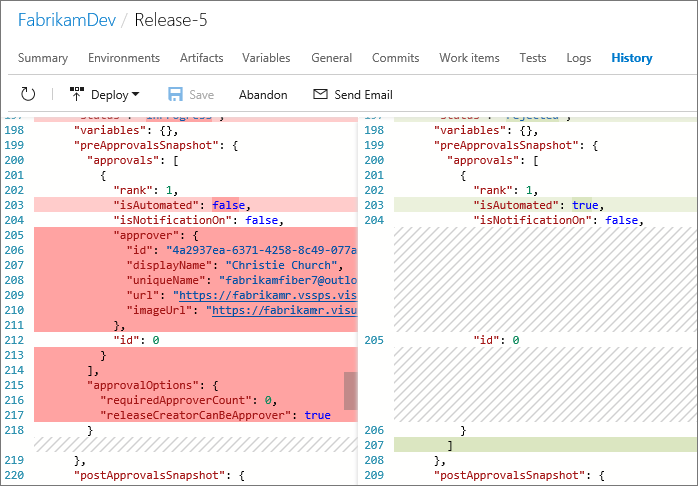 FabrikamDev / Release-5
Summary Environments Artifacts Variables General Commits Work items Tests Logs History
Deploy Save Abandon Send Email
197 "status": "inProgress",
198 "variables": {},
199 "preApprovalsSnapshot": {
200 "approvals": [
201 {
202 "rank": 1,
203 "isAutomated": false,
204 "isNotificationOn": false,
205 "approver": {
206 "id": "4a2937ea-6371-4258-8c49-077a
207 "displayName": "Christie Church",
208 "uniqueName": "fabrikamfiber7@outlo
209 "url": "https://fabrikamr.vssps.vis
210 "imageUrl": "https://fabrikamr.visu
211 },
212 "id": 0
213 }
214 ],
215 "approvalOptions": {
216 "requiredApproverCount": 0,
217 "releaseCreatorCanBeApprover": true
218 }
219 },
220 "postApprovalsSnapshot": {
197 "status": "rejected",
198 "variables": {},
199 "preApprovalsSnapshot": {
200 "approvals": [
201 {
202 "rank": 1,
203 "isAutomated": true,
204 "isNotificationOn": false,
205 "id": 0
206 }
207 ]
208 },
209 "postApprovalsSnapshot": {